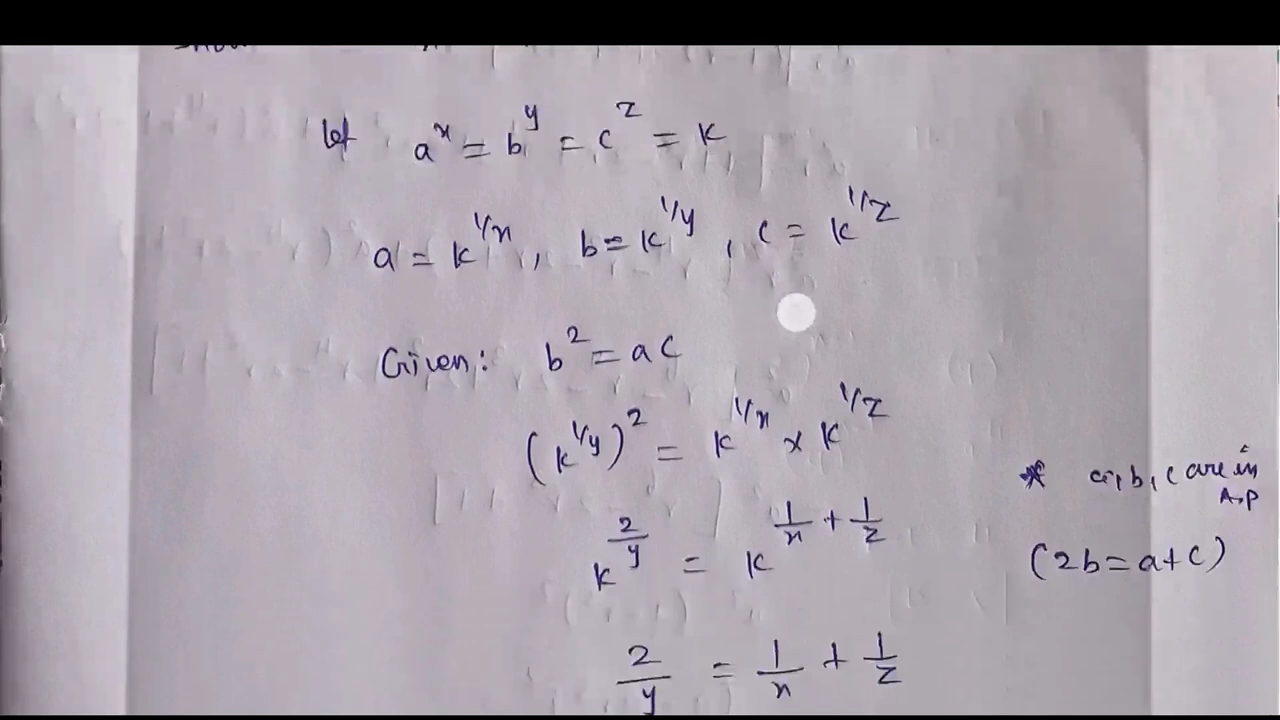 let a^x = b^y = c^z = k
a = k^{1/x}, b = k^{1/y}, c = k^{1/z}
Given: b^2 = ac
(k^{1/y})^2 = k^{1/x} × k^{1/z}
k^{2/y} = k^{1/x + 1/z}
2/y = 1/x + 1/z
* a, b, c are in
A.P
(2b = a + c)